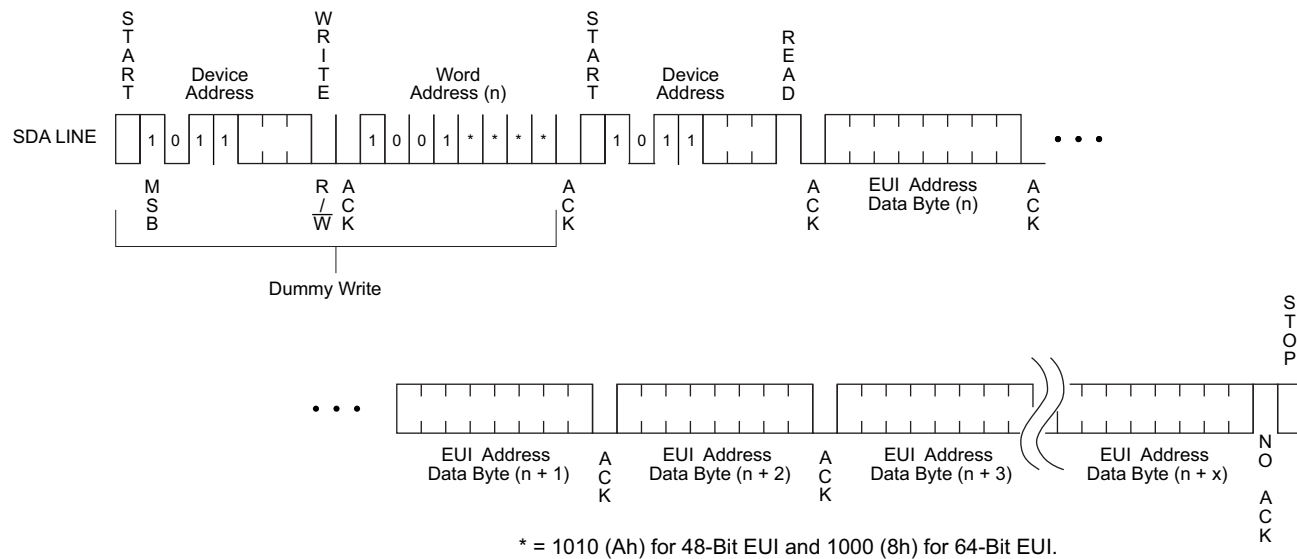 START
WRITE
START
READ
Device
Address
Word
Address (n)
Device
Address
SDA LINE
1 0 1 1
1 0 0 1 * * * *
1 0 1 1
MSB
R/W
ACK
ACK
ACK
EUI Address
Data Byte (n)
ACK
• • •
Dummy Write
STOP
• • •
EUI Address
Data Byte (n + 1)
ACK
EUI Address
Data Byte (n + 2)
ACK
EUI Address
Data Byte (n + 3)
EUI Address
Data Byte (n + x)
NO ACK
* = 1010 (Ah) for 48-Bit EUI and 1000 (8h) for 64-Bit EUI.